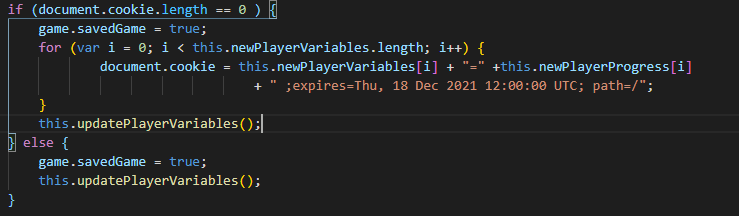 if (document.cookie.length == 0 ) {
game.savedGame = true;
for (var i = 0; i < this.newPlayerVariables.length; i++) {
document.cookie = this.newPlayerVariables[i] + "=" +this.newPlayerProgress[i]
+ " ;expires=Thu, 18 Dec 2021 12:00:00 UTC; path=/";
}
this.updatePlayerVariables();
} else {
game.savedGame = true;
this.updatePlayerVariables();
}